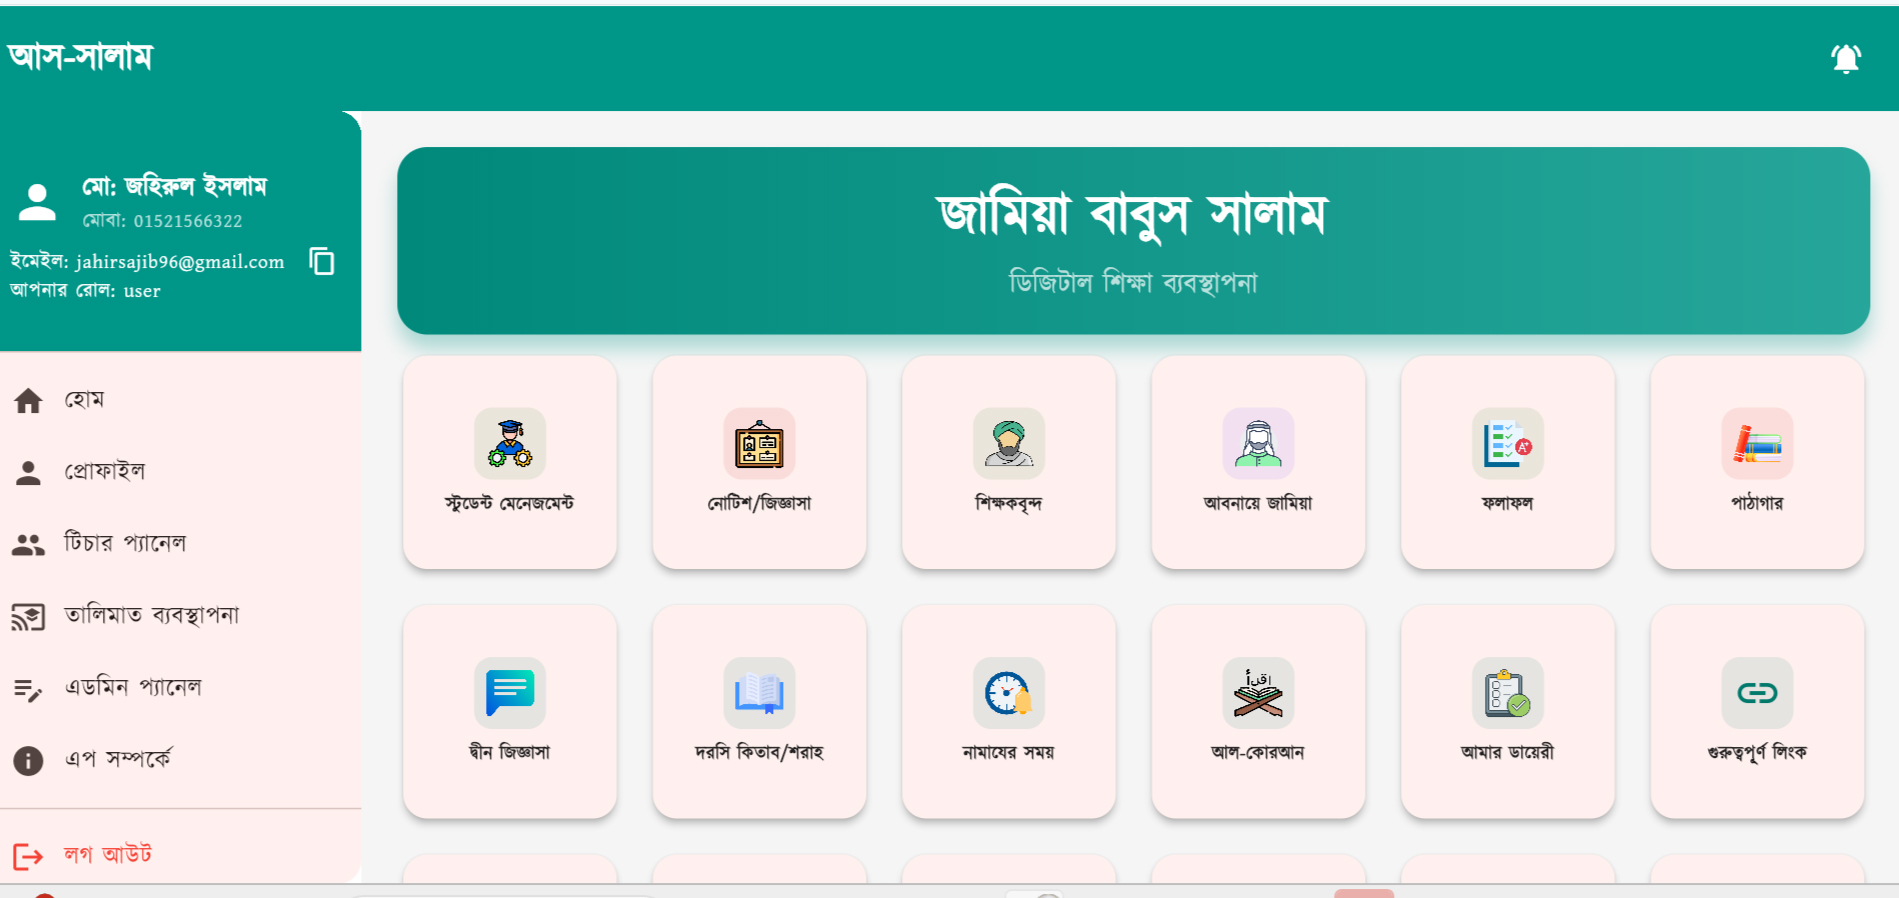 আস-সালাম
মো: জহিরুল ইসলাম
মোবা: 01521566322
ইমেইল: jahirsajib96@gmail.com
আপনার রোল: user
হোম
প্রোফাইল
টিচার প্যানেল
তালিমাত ব্যবস্থাপনা
এডমিন প্যানেল
এপ সম্পর্কে
লগ আউট
জামিয়া বাবুস সালাম
ডিজিটাল শিক্ষা ব্যবস্থাপনা
স্টুডেন্ট মেনেজমেন্ট
নোটিশ/জিজ্ঞাসা
শিক্ষকবৃন্দ
আবনায়ে জামিয়া
ফলাফল
পাঠাগার
দ্বীন জিজ্ঞাসা
দরসি কিতাব/শরাহ
নামাযের সময়
আল-কোরআন
আমার ডায়েরী
গুরুত্বপূর্ণ লিংক